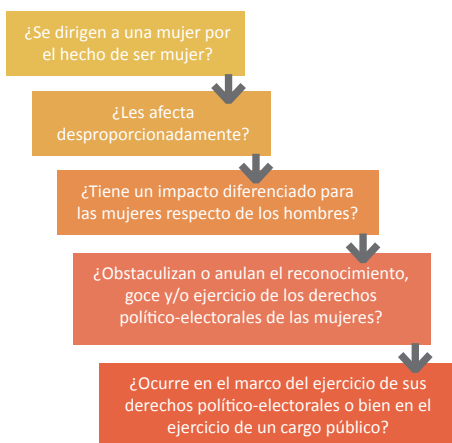 ¿Se dirigen a una mujer por
el hecho de ser mujer?
¿Les afecta
desproporcionadamente?
¿Tiene un impacto diferenciado para
las mujeres respecto de los hombres?
¿Obstaculizan o anulan el reconocimiento,
goce y/o ejercicio de los derechos
político-electorales de las mujeres?
¿Ocurre en el marco del ejercicio de sus
derechos político-electorales o bien en el
ejercicio de un cargo público?